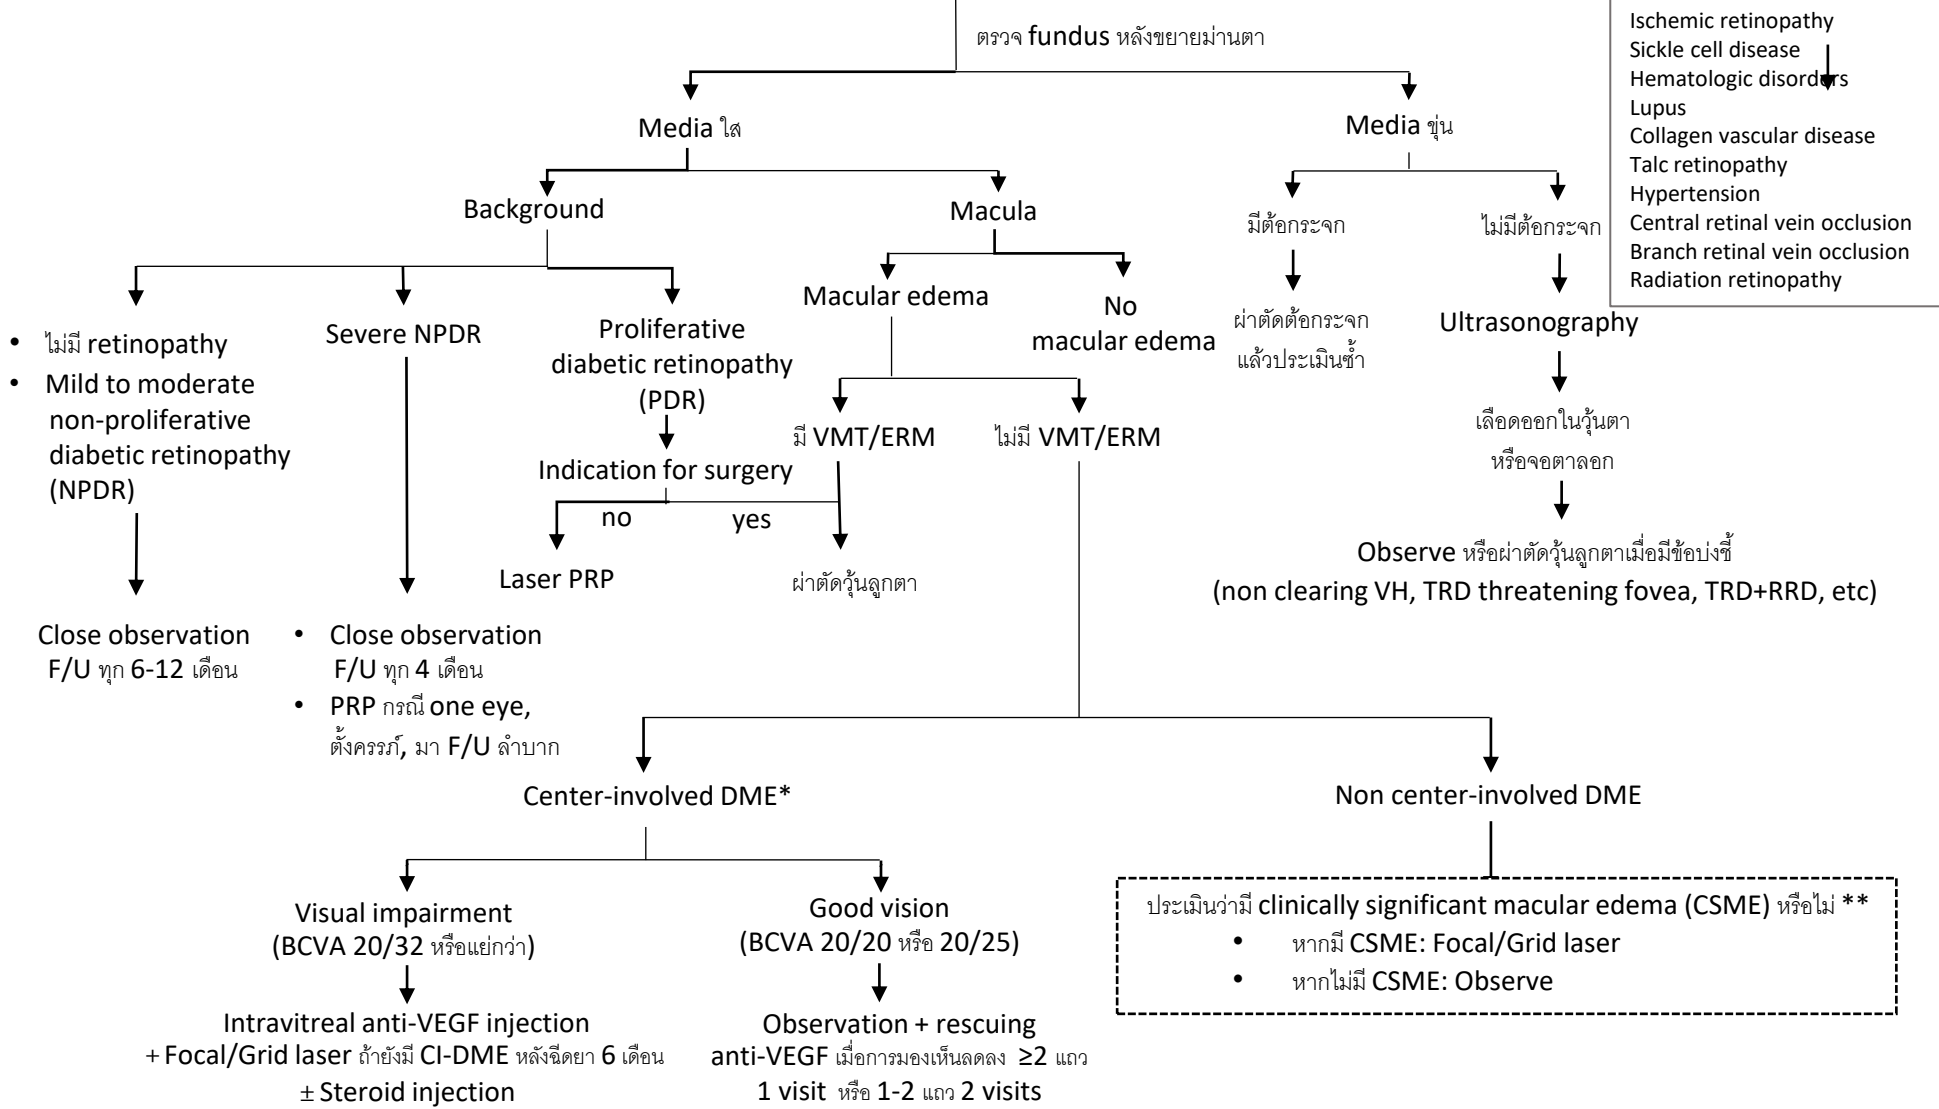 ตรวจ fundus หลังขยายม่านตา
Ischemic retinopathy
Sickle cell disease
Hematologic disorders
Lupus
Collagen vascular disease
Talc retinopathy
Hypertension
Central retinal vein occlusion
Branch retinal vein occlusion
Radiation retinopathy
Media ใส
Media ขุ่น
Background
Macula
มีต้อกระจก
ไม่มีต้อกระจก
• ไม่มี retinopathy
• Mild to moderate
non-proliferative
diabetic retinopathy
(NPDR)
Severe NPDR
Proliferative
diabetic retinopathy
(PDR)
Macular edema
No
macular edema
ผ่าตัดต้อกระจก
แล้วประเมินซ้ำ
Ultrasonography
มี VMT/ERM
ไม่มี VMT/ERM
เลือดออกในวุ้นตา
หรือจอตาลอก
Indication for surgery
no
yes
Laser PRP
ผ่าตัดวุ้นลูกตา
Observe หรือผ่าตัดวุ้นลูกตาเมื่อมีข้อบ่งชี้
(non clearing VH, TRD threatening fovea, TRD+RRD, etc)
Close observation
F/U ทุก 6-12 เดือน
• Close observation
F/U ทุก 4 เดือน
• PRP กรณี one eye,
ตั้งครรภ์, มา F/U ลำบาก
Center-involved DME*
Non center-involved DME
Visual impairment
(BCVA 20/32 หรือแย่กว่า)
Good vision
(BCVA 20/20 หรือ 20/25)
ประเมินว่ามี clinically significant macular edema (CSME) หรือไม่ **
• หากมี CSME: Focal/Grid laser
• หากไม่มี CSME: Observe
Intravitreal anti-VEGF injection
+ Focal/Grid laser ถ้ายังมี CI-DME หลังฉีดยา 6 เดือน
± Steroid injection
Observation + rescuing
anti-VEGF เมื่อการมองเห็นลดลง ≥2 แถว
1 visit หรือ 1-2 แถว 2 visits